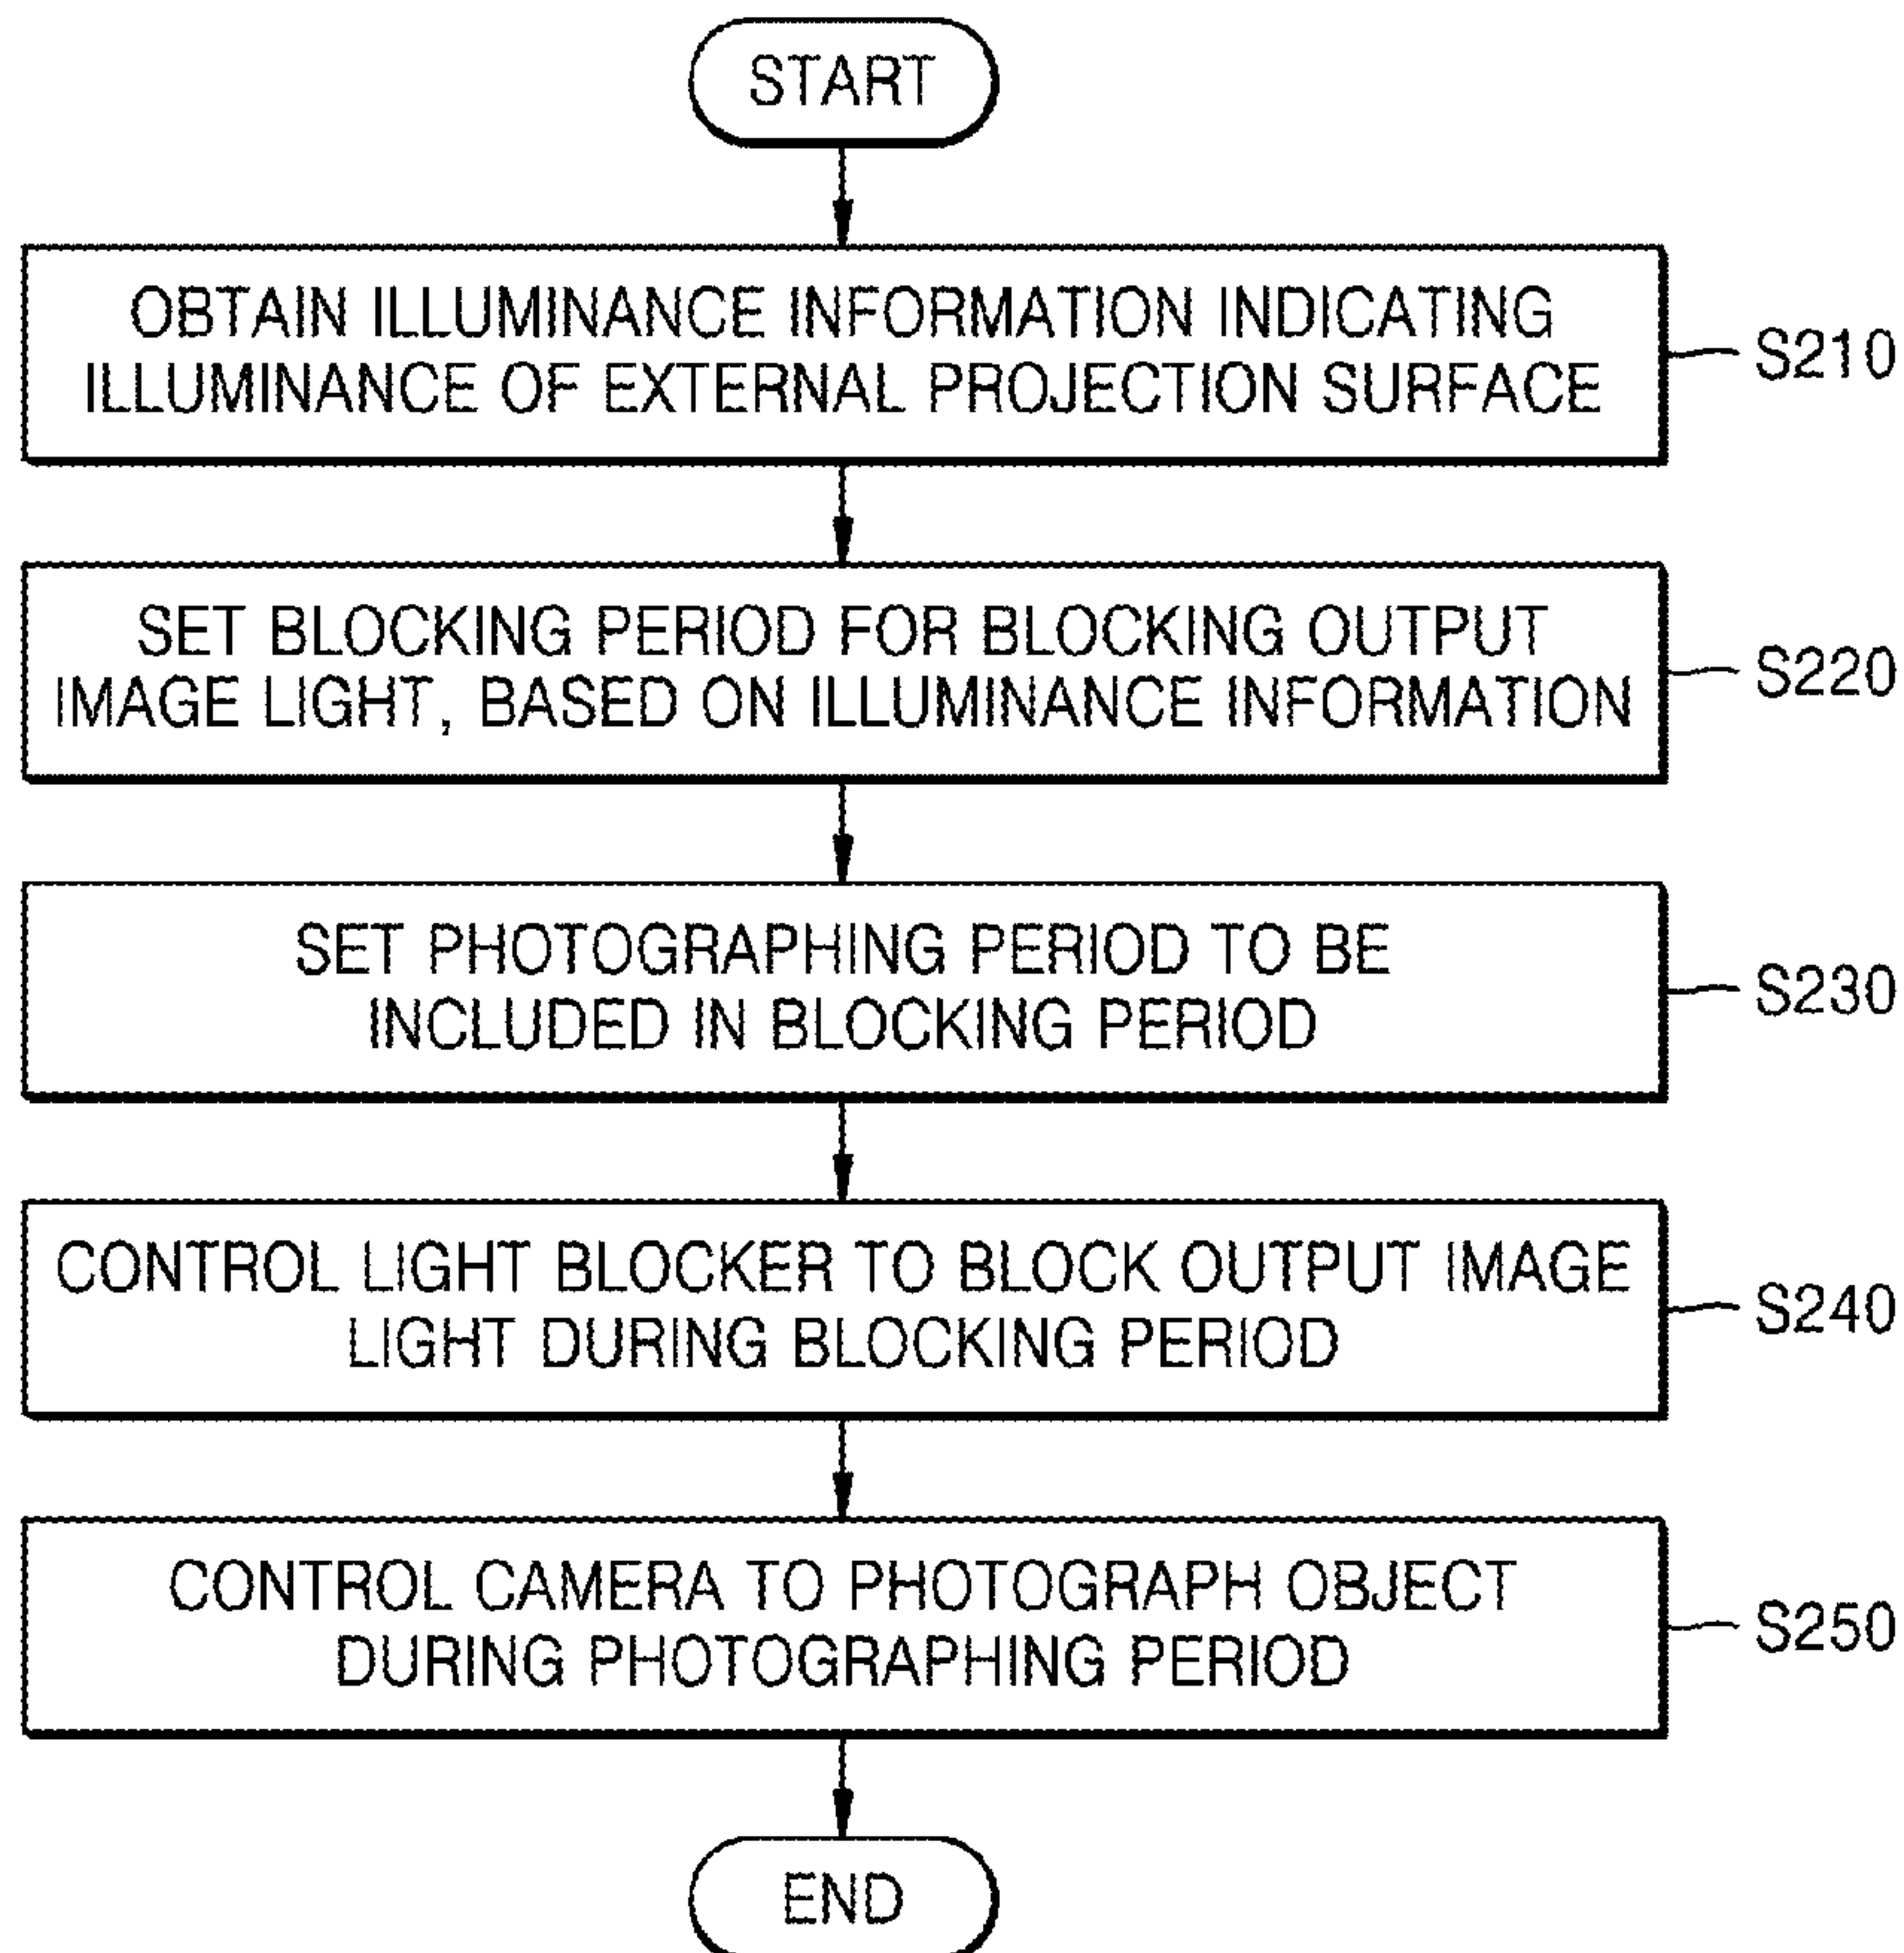 START
OBTAIN ILLUMINANCE INFORMATION INDICATING
ILLUMINANCE OF EXTERNAL PROJECTION SURFACE
S210
SET BLOCKING PERIOD FOR BLOCKING OUTPUT
IMAGE LIGHT, BASED ON ILLUMINANCE INFORMATION
S220
SET PHOTOGRAPHING PERIOD TO BE
INCLUDED IN BLOCKING PERIOD
S230
CONTROL LIGHT BLOCKER TO BLOCK OUTPUT IMAGE
LIGHT DURING BLOCKING PERIOD
S240
CONTROL CAMERA TO PHOTOGRAPH OBJECT
DURING PHOTOGRAPHING PERIOD
S250
END